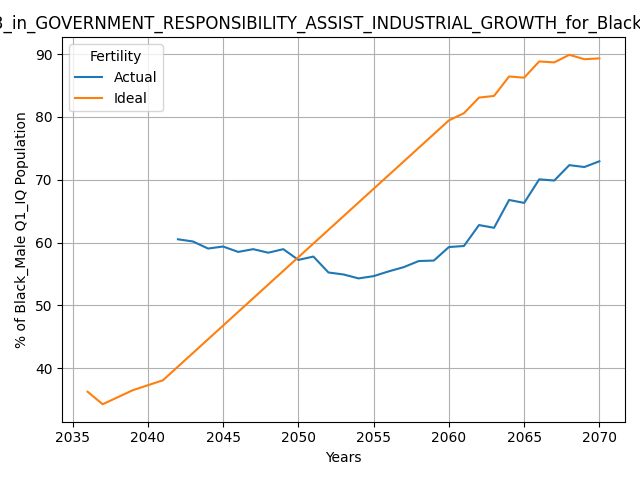 _in_GOVERNMENT_RESPONSIBILITY_ASSIST_INDUSTRIAL_GROWTH_for_Black
Fertility
Actual
Ideal
% of Black_Male Q1_IQ Population
90
80
70
60
50
40
2035 2040 2045 2050 2055 2060 2065 2070
Years